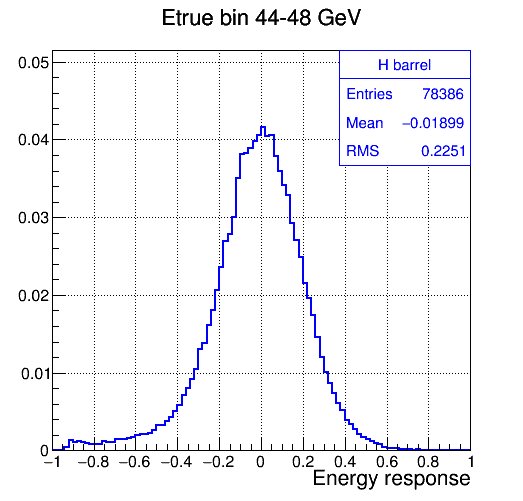 Etrue bin 44-48 GeV
H barrel
Entries 78386
Mean −0.01899
RMS 0.2251
0.05
0.04
0.03
0.02
0.01
0
−1 −0.8 −0.6 −0.4 −0.2 0 0.2 0.4 0.6 0.8 1
Energy response